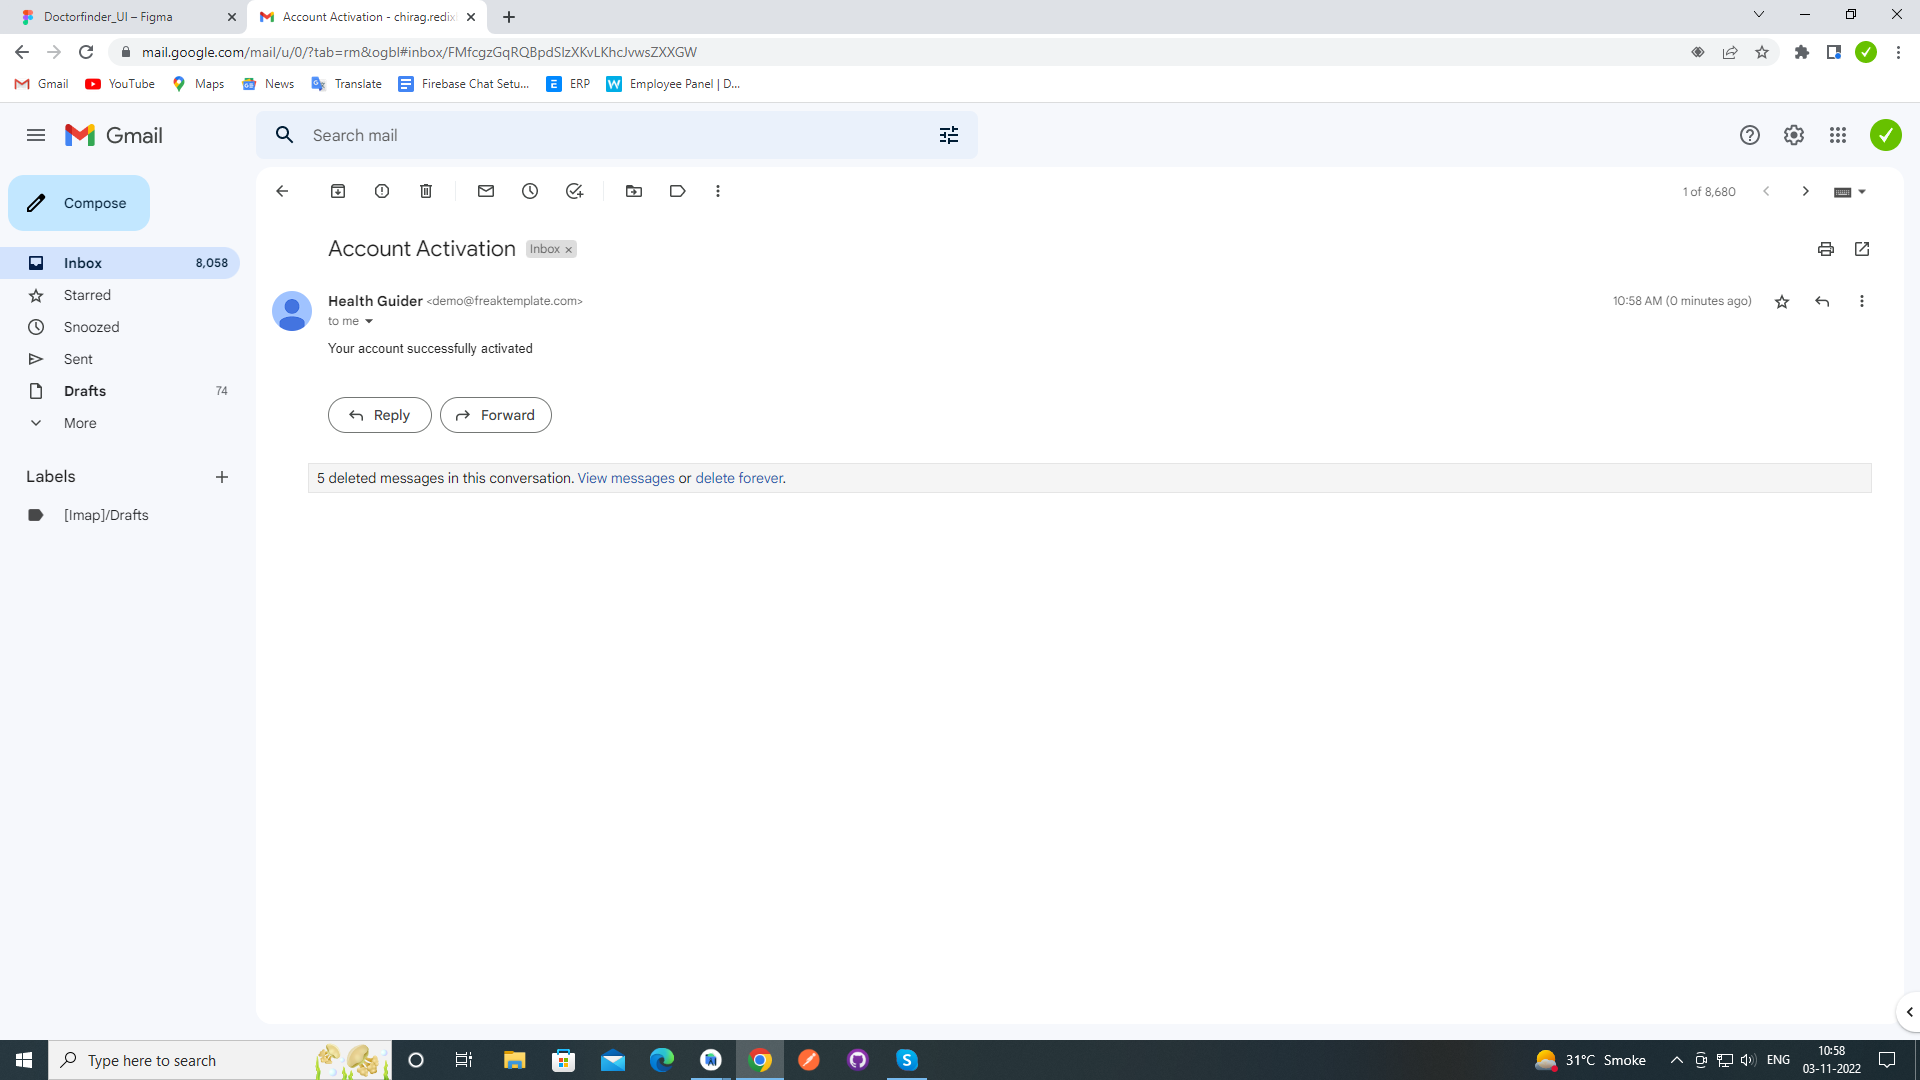 Doctorfinder_UI – Figma
Account Activation - chirag.redixb
mail.google.com/mail/u/0/?tab=rm&ogbl#inbox/FMfcgzGqRQBpdSlzXKvLKhcJvwsZXXGW
Gmail
YouTube
Maps
News
Translate
Firebase Chat Setu...
ERP
Employee Panel | D...
Gmail
Search mail
Compose
1 of 8,680
Account Activation
Inbox ×
Inbox 8,058
Starred
Snoozed
Sent
Drafts 74
More
Labels
[Imap]/Drafts
Health Guider <demo@freaktemplate.com>
10:58 AM (0 minutes ago)
to me
Your account successfully activated
Reply
Forward
5 deleted messages in this conversation. View messages or delete forever.
Type here to search
31°C Smoke
ENG
10:58
03-11-2022